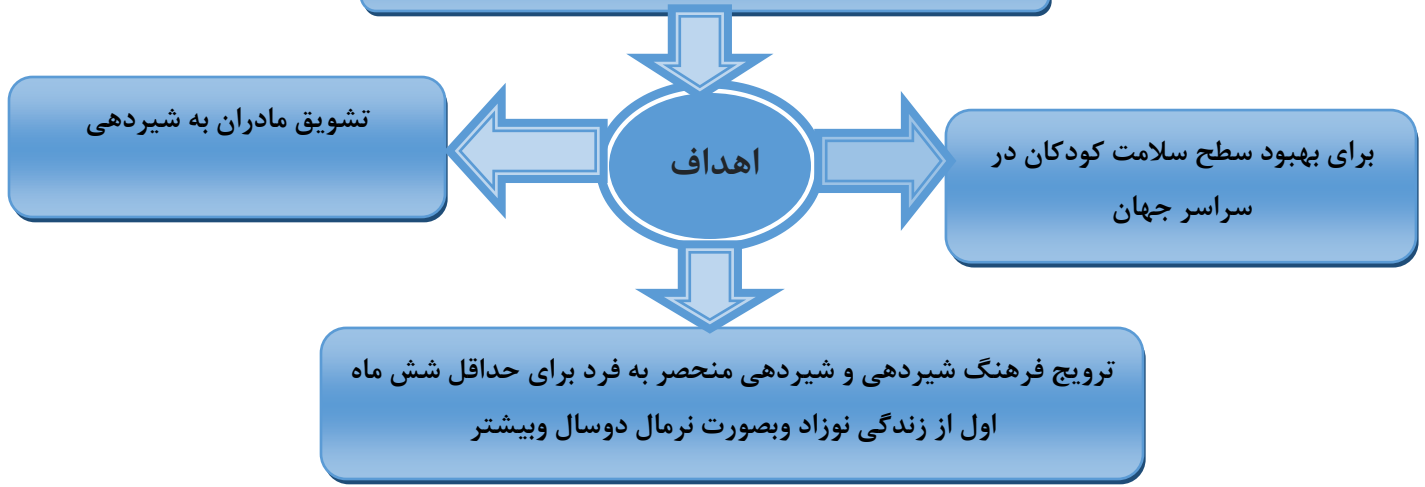 تشویق مادران به شیردهی
اهداف
برای بهبود سطح سلامت کودکان در
سراسر جهان
ترویج فرهنگ شیردهی و شیردهی منحصر به فرد برای حداقل شش ماه
اول از زندگی نوزاد وبصورت نرمال دوسال وبیشتر